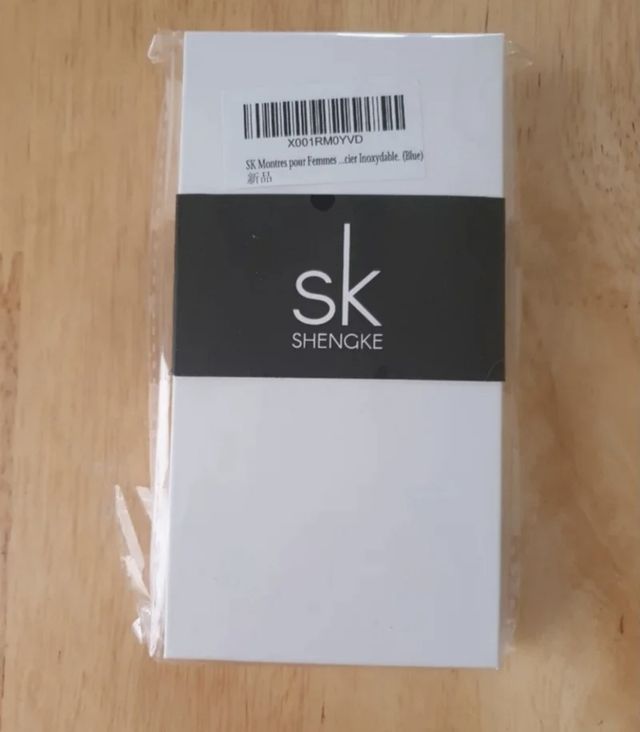 X001RM0YVD
SK Montres pour Femmes ...cier Inoxydable. (Blue)
新品
sk
SHENGKE